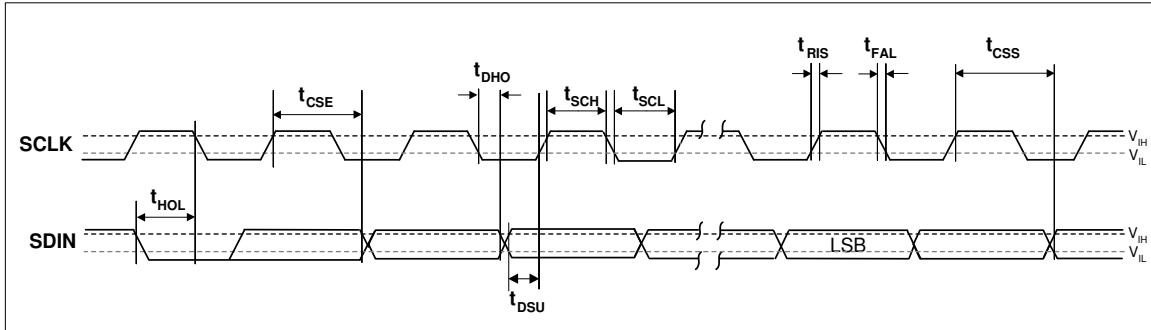 tRIS tFAL tCSS
tDHO
tCSE tSCH tSCL
SCLK VIH
VIL
tHOL
SDIN LSB VIH
VIL
tDSU